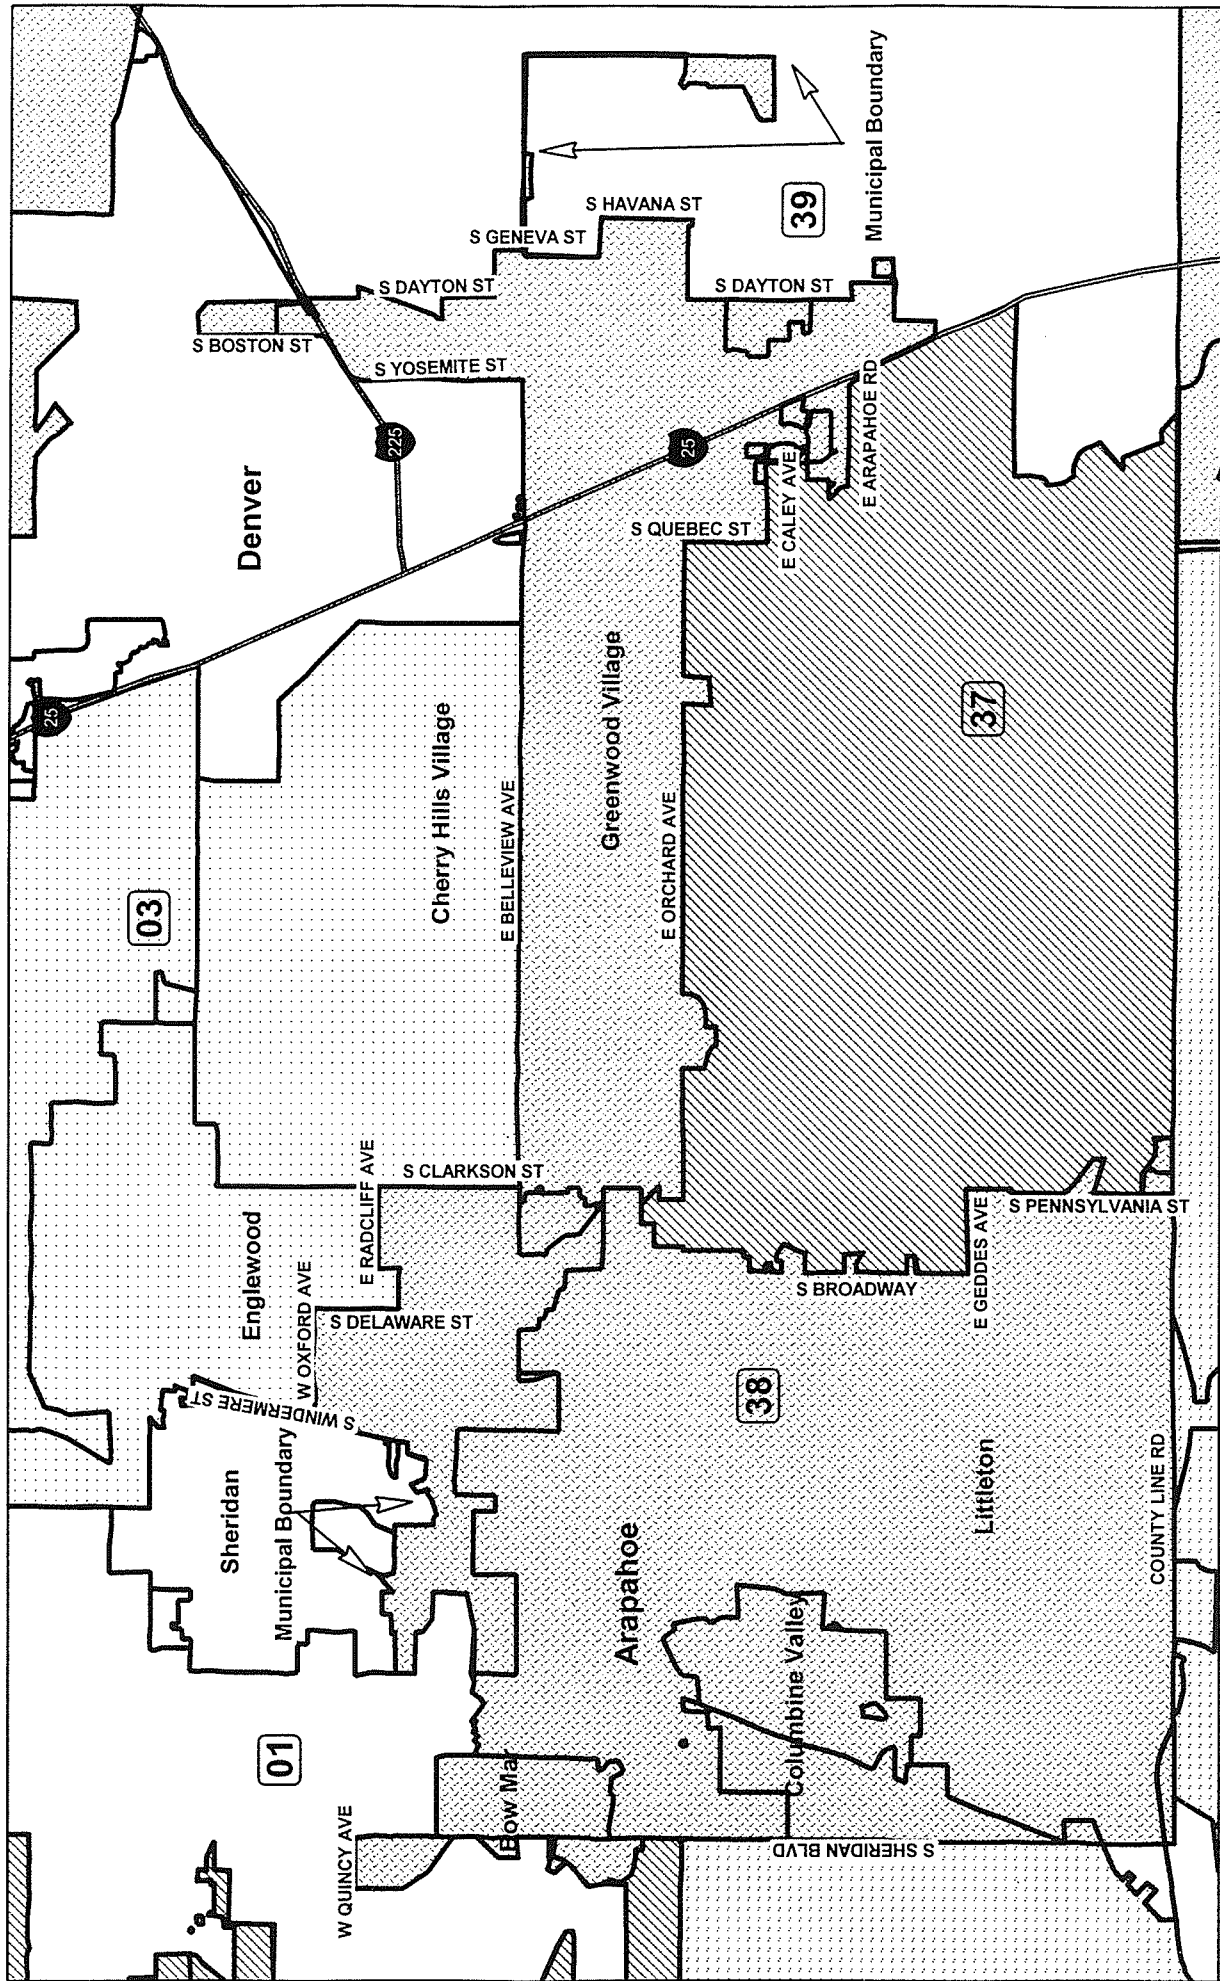 Municipal Boundary
S HAVANA ST
39
S GENEVA ST
S DAYTON ST
S DAYTON ST
S BOSTON ST
S YOSEMITE ST
225
25
E ARAPAHOE RD
E CALEY AVE
S QUEBEC ST
Denver
Greenwood Village
37
25
Cherry Hills Village
E BELLEVIEW AVE
E ORCHARD AVE
03
S CLARKSON ST
E RADCLIFF AVE
S PENNSYLVANIA ST
E GEDDES AVE
S BROADWAY
Englewood
W OXFORD AVE
S DELAWARE ST
S WINDERMERE ST
38
Municipal Boundary
Sheridan
Littleton
COUNTY LINE RD
Arapahoe
Columbine Valley
01
Bow Mar
W QUINCY AVE
S SHERIDAN BLVD